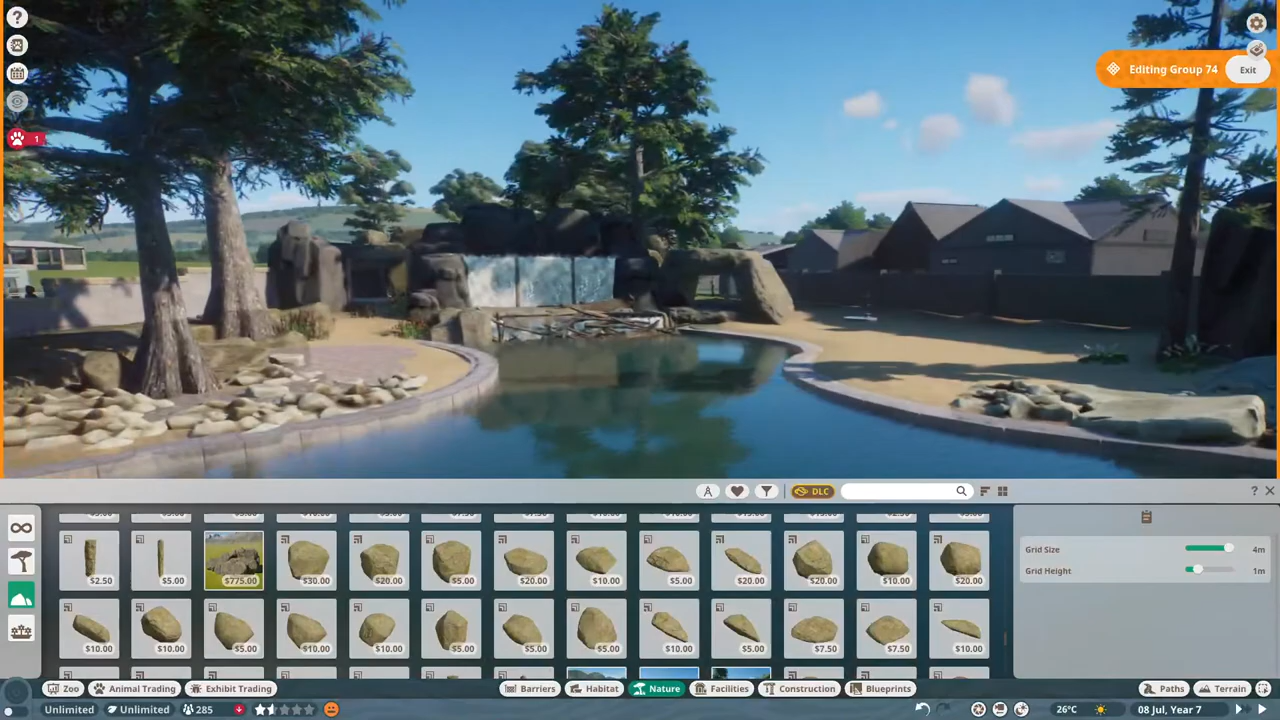 ?
Editing Group 74
Exit
1
DLC
?
$2.50
$5.00
$775.00
$30.00
$20.00
$5.00
$20.00
$10.00
$5.00
$20.00
$20.00
$10.00
$20.00
Grid Size
4m
Grid Height
1m
$10.00
$10.00
$5.00
$10.00
$10.00
$5.00
$5.00
$5.00
$10.00
$5.00
$7.50
$7.50
$10.00
Zoo
Animal Trading
Exhibit Trading
Barriers
Habitat
Nature
Facilities
Construction
Blueprints
Paths
Terrain
Unlimited
Unlimited
285
26°C
08 Jul, Year 7